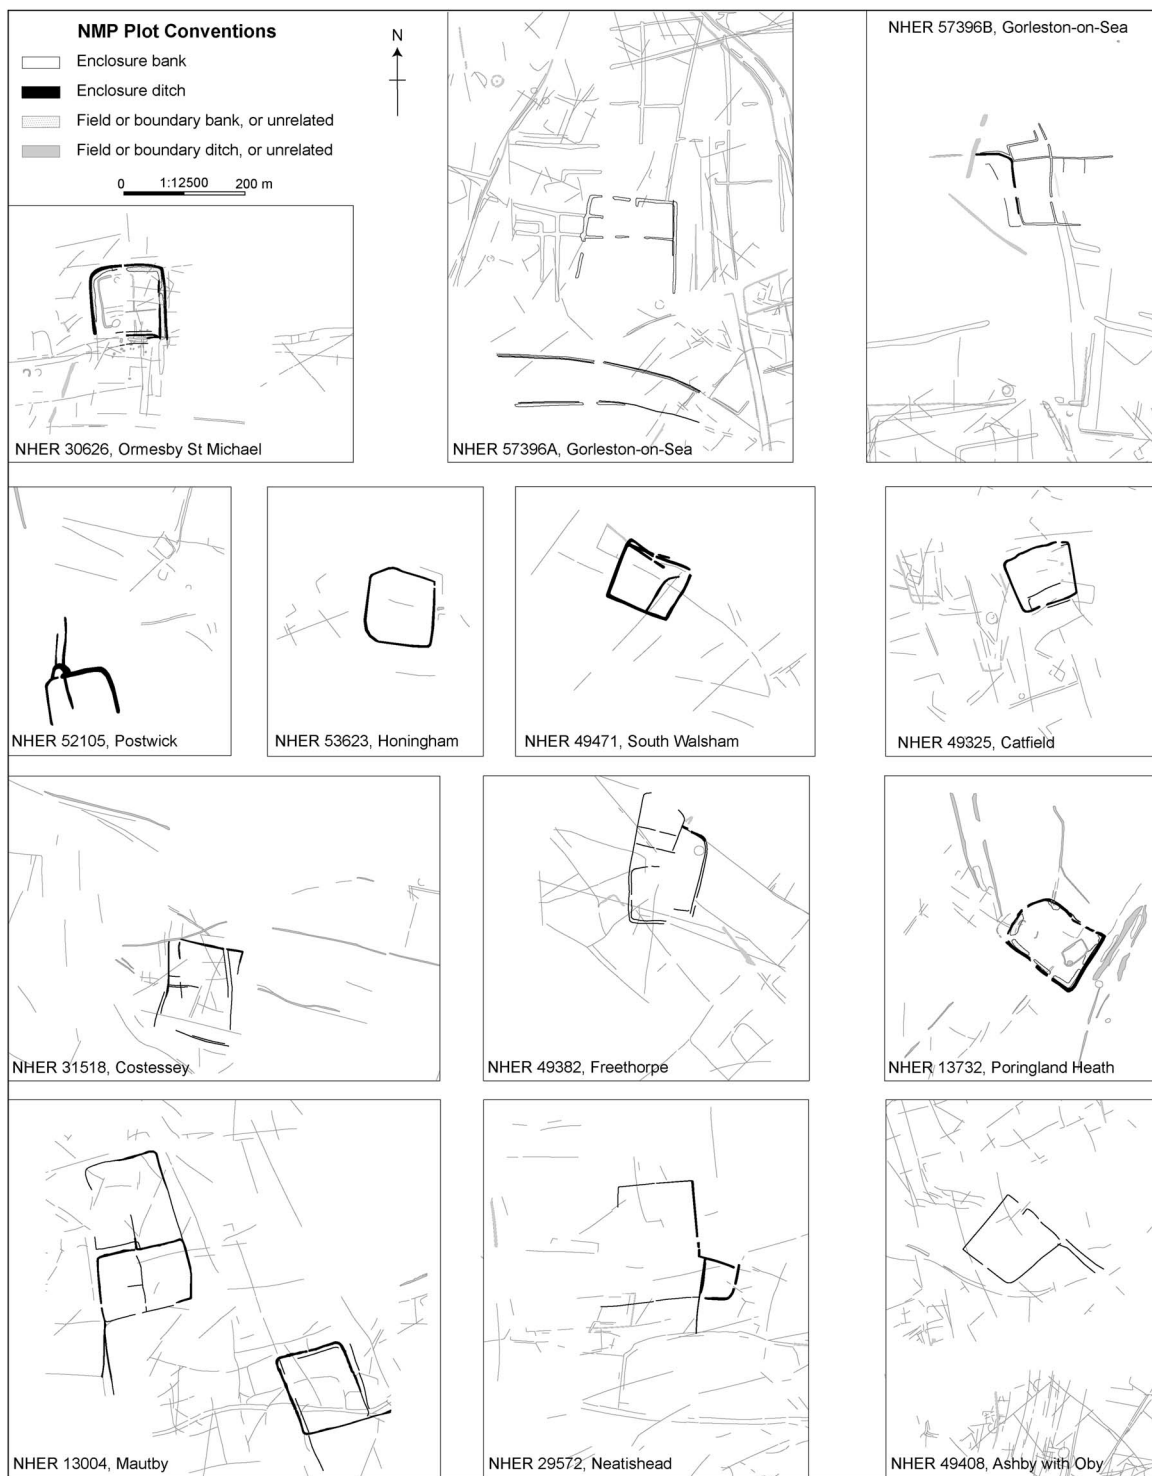 NMP Plot Conventions
Enclosure bank
Enclosure ditch
Field or boundary bank, or unrelated
Field or boundary ditch, or unrelated
0 1:12500 200 m
N
NHER 57396B, Gorleston-on-Sea
NHER 30626, Ormesby St Michael
NHER 57396A, Gorleston-on-Sea
NHER 52105, Postwick
NHER 53623, Honingham
NHER 49471, South Walsham
NHER 49325, Catfield
NHER 31518, Costessey
NHER 49382, Freethorpe
NHER 13732, Poringland Heath
NHER 13004, Mautby
NHER 29572, Neatishead
NHER 49408, Ashby with Oby